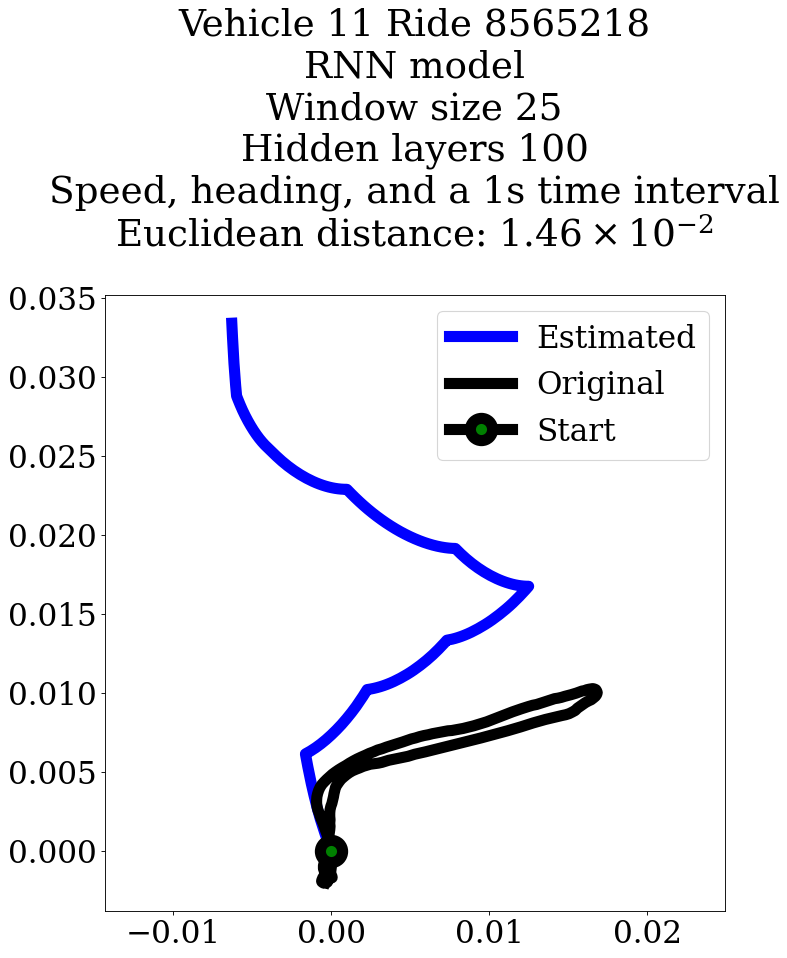 Vehicle 11 Ride 8565218
RNN model
Window size 25
Hidden layers 100
Speed, heading, and a 1s time interval
Euclidean distance: 1.46 × 10⁻²
0.035
0.030
0.025
0.020
0.015
0.010
0.005
0.000
Estimated
Original
Start
−0.01 0.00 0.01 0.02